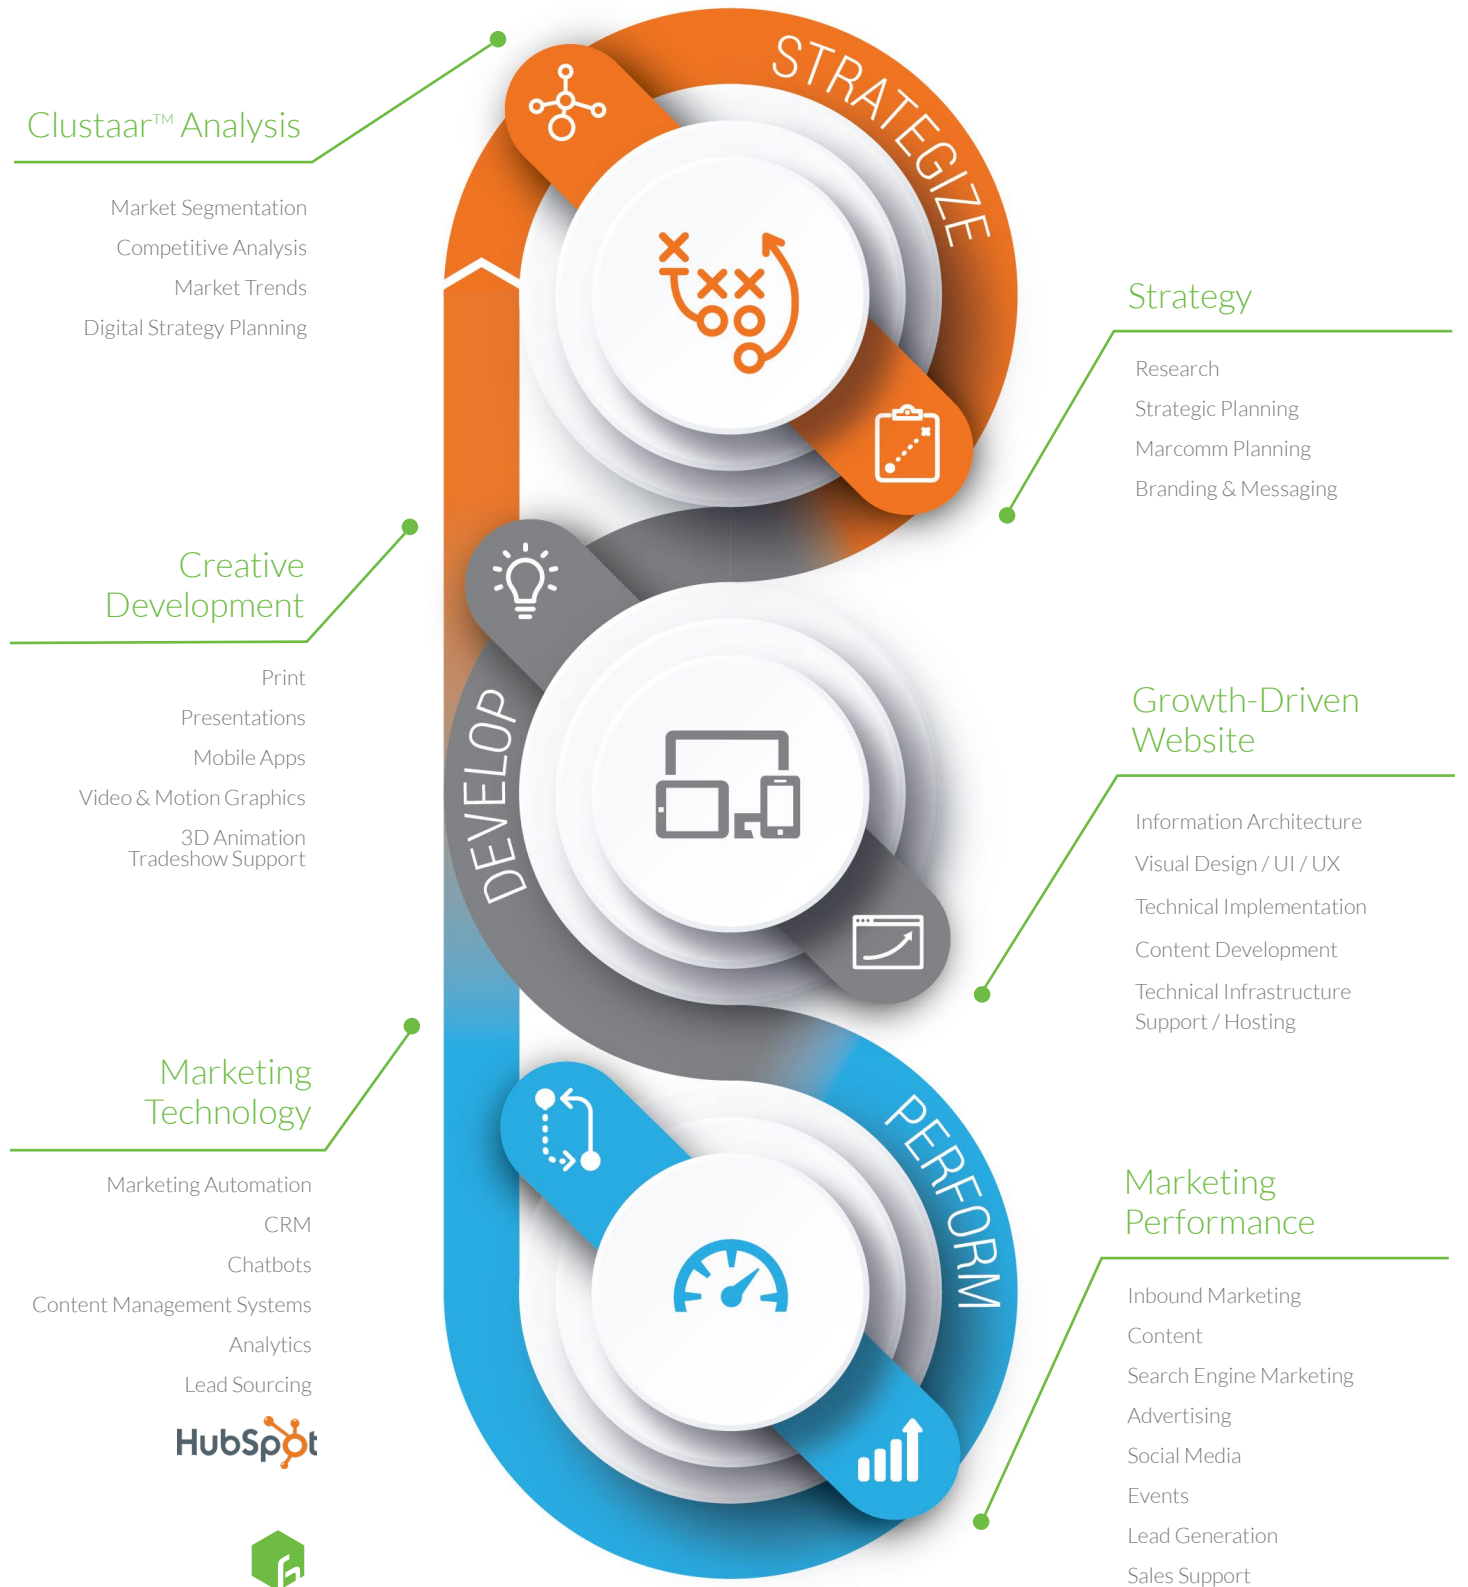 STRATEGIZE
Clustaar™ Analysis
Market Segmentation
Competitive Analysis
Market Trends
Digital Strategy Planning
Strategy
Research
Strategic Planning
Marcomm Planning
Branding & Messaging
DEVELOP
Creative
Development
Print
Presentations
Mobile Apps
Video & Motion Graphics
3D Animation
Tradeshow Support
Growth-Driven
Website
Information Architecture
Visual Design / UI / UX
Technical Implementation
Content Development
Technical Infrastructure
Support / Hosting
PERFORM
Marketing
Technology
Marketing Automation
CRM
Chatbots
Content Management Systems
Analytics
Lead Sourcing
HubSpot
Marketing
Performance
Inbound Marketing
Content
Search Engine Marketing
Advertising
Social Media
Events
Lead Generation
Sales Support